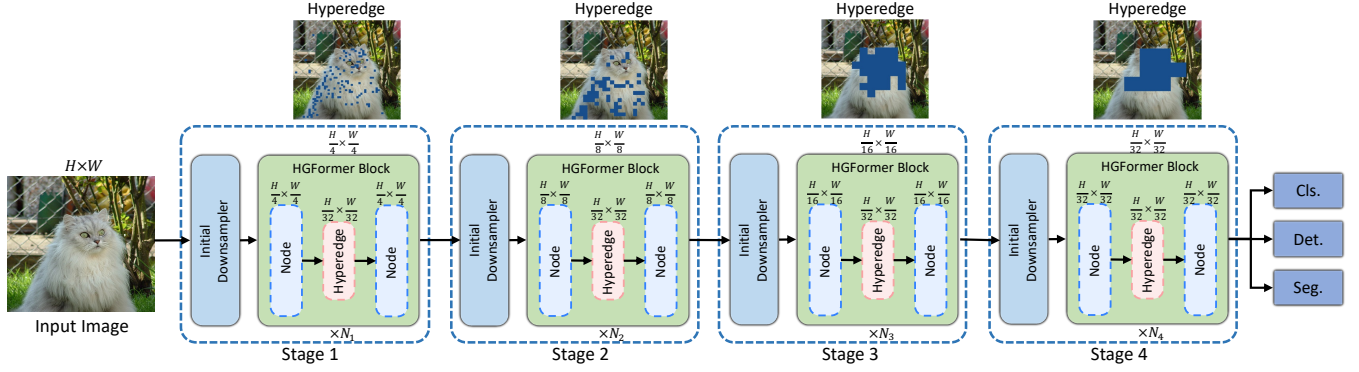 Hyperedge Hyperedge Hyperedge Hyperedge
H×W
Input Image
H/4 × W/4
Initial Downsampler
HGFormer Block
H/4 × W/4
H/32 × W/32
H/4 × W/4
Node
Hyperedge
Node
×N₁
Stage 1
H/8 × W/8
Initial Downsampler
HGFormer Block
H/8 × W/8
H/32 × W/32
H/8 × W/8
Node
Hyperedge
Node
×N₂
Stage 2
H/16 × W/16
Initial Downsampler
HGFormer Block
H/16 × W/16
H/32 × W/32
H/16 × W/16
Node
Hyperedge
Node
×N₃
Stage 3
H/32 × W/32
Initial Downsampler
HGFormer Block
H/32 × W/32
H/32 × W/32
H/32 × W/32
Node
Hyperedge
Node
×N₄
Stage 4
Cls.
Det.
Seg.